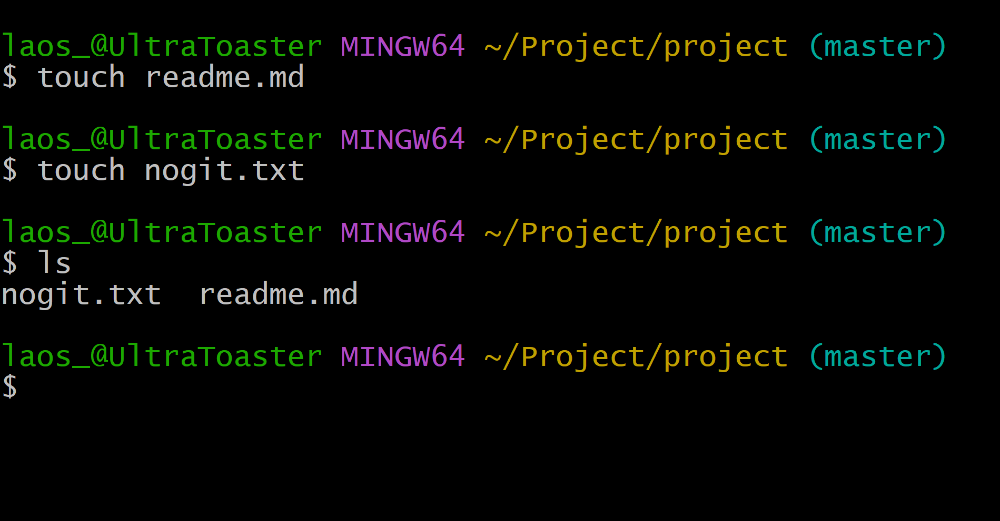 laos_@UltraToaster MINGW64 ~/Project/project (master)
$ touch readme.md
laos_@UltraToaster MINGW64 ~/Project/project (master)
$ touch nogit.txt
laos_@UltraToaster MINGW64 ~/Project/project (master)
$ ls
nogit.txt  readme.md
laos_@UltraToaster MINGW64 ~/Project/project (master)
$